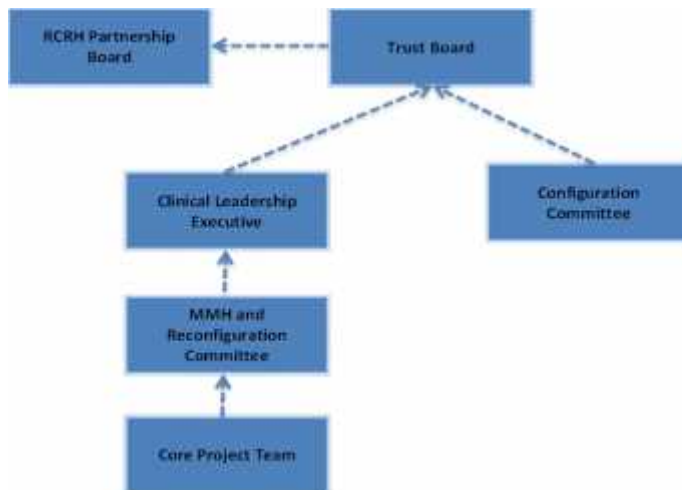 RCRH Partnership
Board
Trust Board
Clinical Leadership
Executive
Configuration
Committee
MMH and
Reconfiguration
Committee
Core Project Team